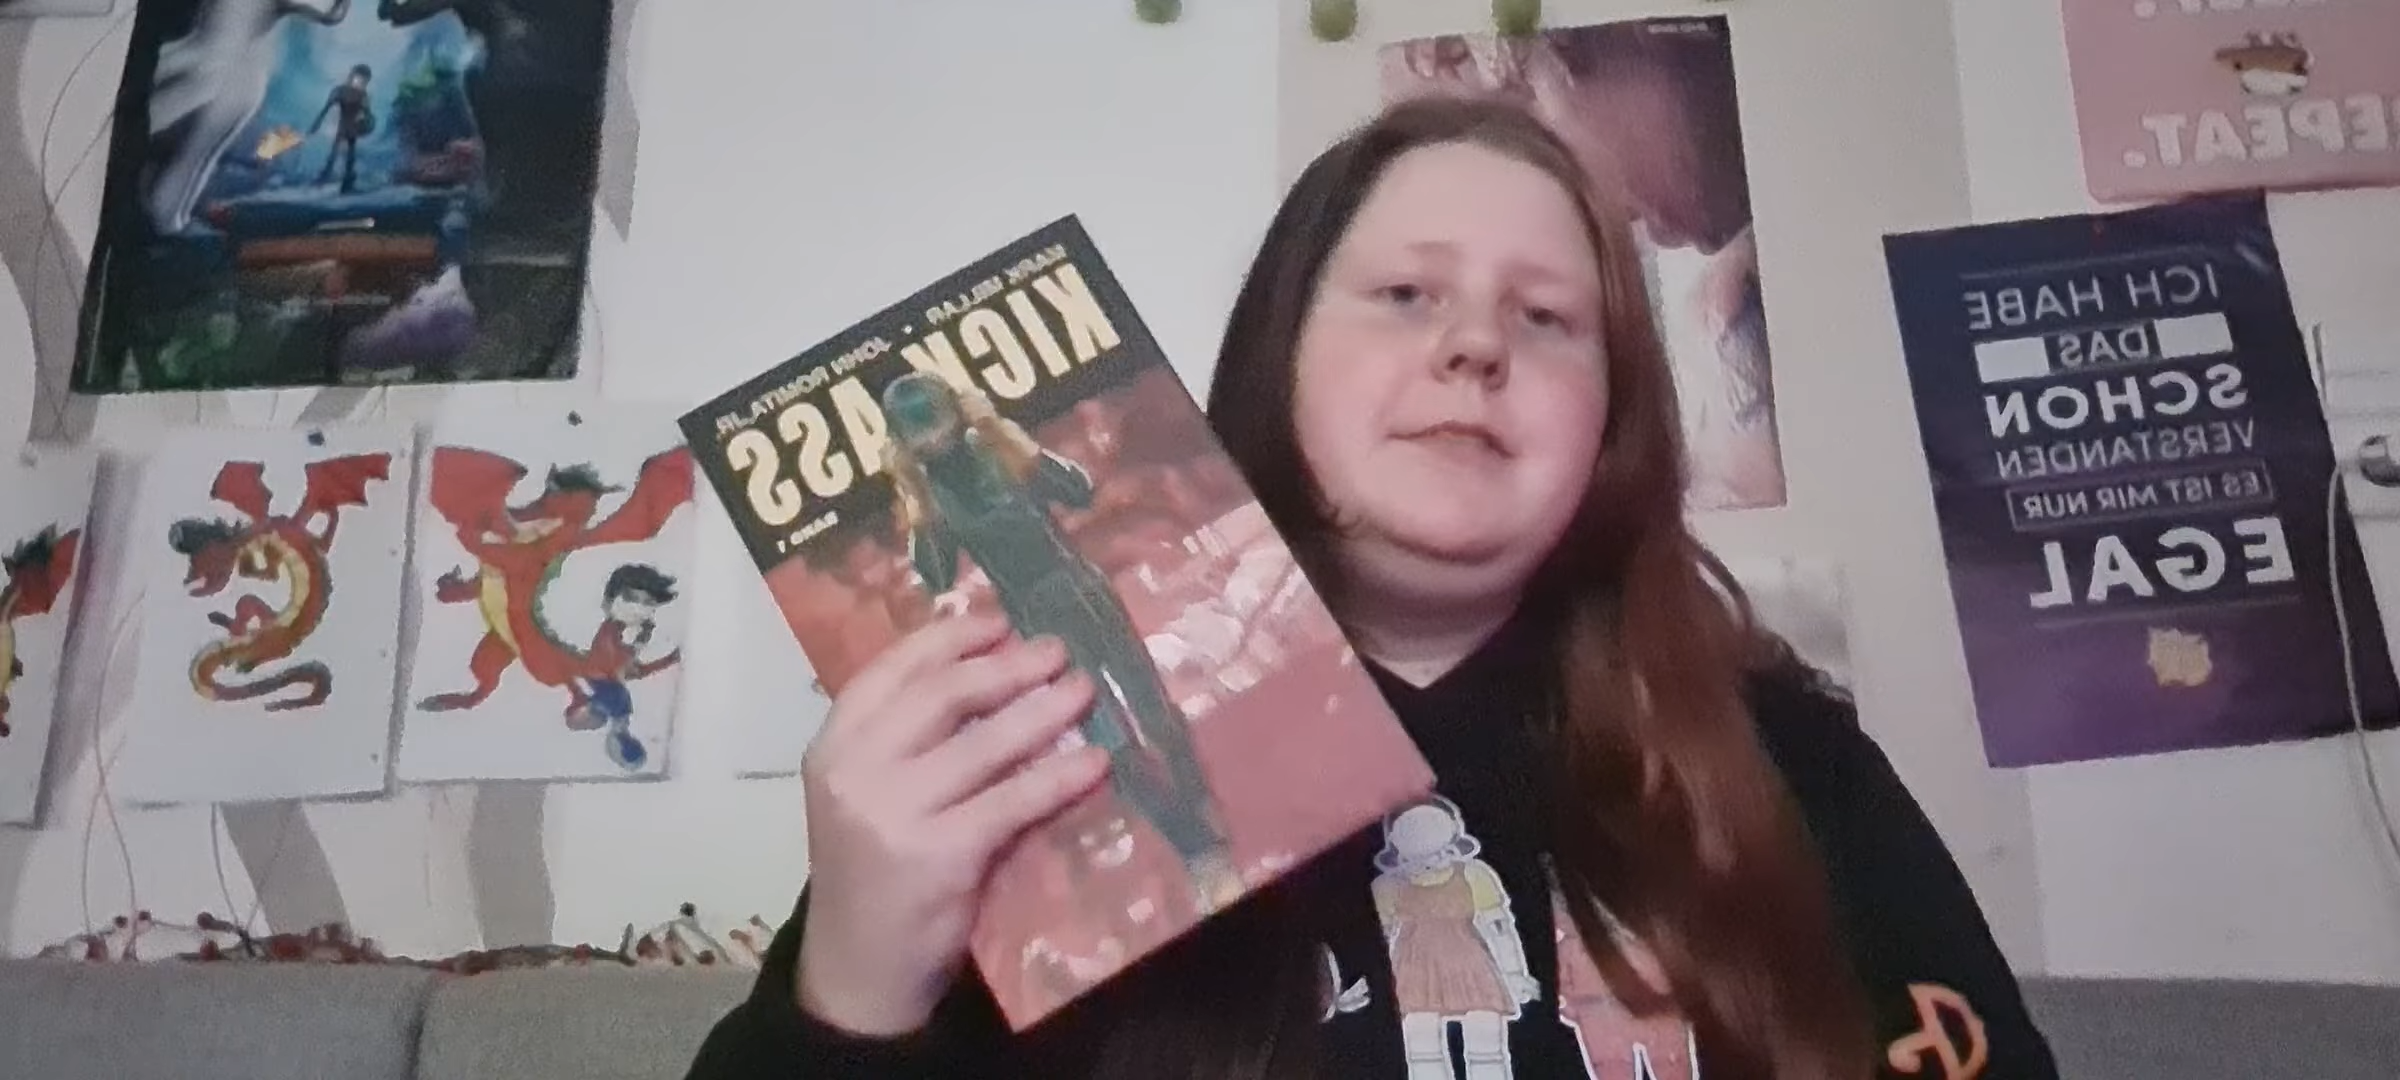 MARK MILLAR • JOHN ROMITA JR.
KICK
ASS
BAND 1
REPEAT.
ICH HABE
DAS
SCHON
VERSTANDEN
ES IST MIR NUR
EGAL